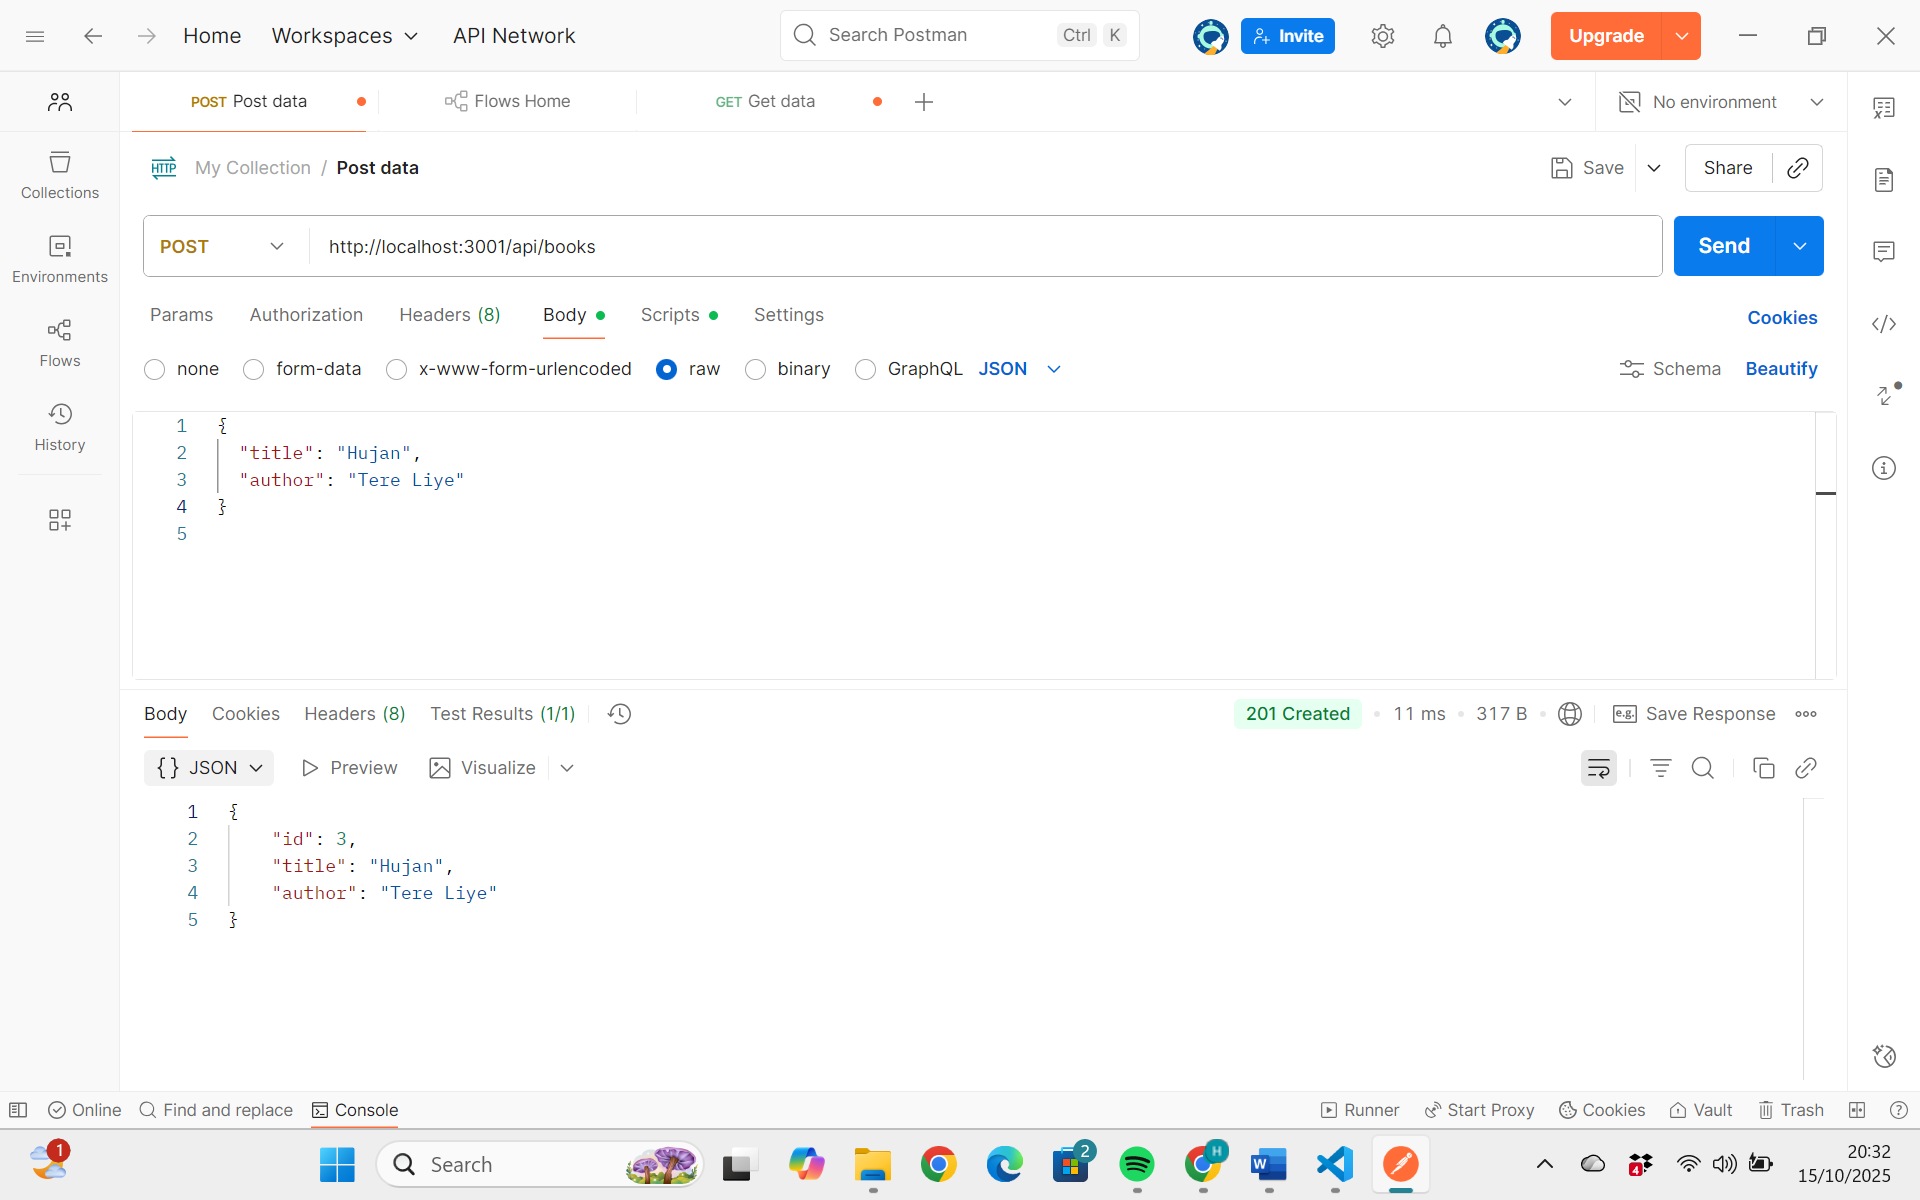 Home Workspaces API Network Search Postman Ctrl K Invite Upgrade
POST Post data Flows Home GET Get data No environment
HTTP My Collection / Post data Save Share
Collections
Environments
Flows
History
POST http://localhost:3001/api/books Send
Params Authorization Headers (8) Body Scripts Settings Cookies
none form-data x-www-form-urlencoded raw binary GraphQL JSON Schema Beautify
1 {
2 "title": "Hujan",
3 "author": "Tere Liye"
4 }
5
Body Cookies Headers (8) Test Results (1/1) 201 Created 11 ms 317 B e.g. Save Response
{} JSON Preview Visualize
1 {
2 "id": 3,
3 "title": "Hujan",
4 "author": "Tere Liye"
5 }
Online Find and replace Console Runner Start Proxy Cookies Vault Trash
1 Search 2 H W 4 20:32
15/10/2025